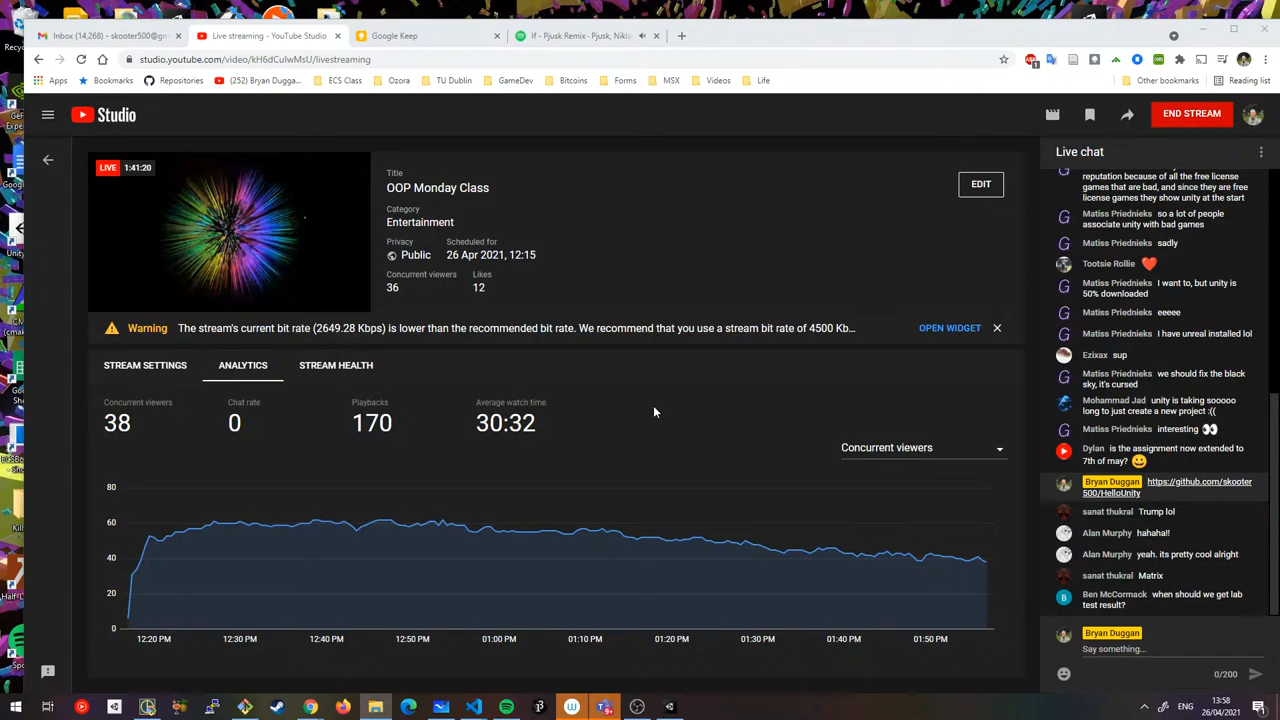 Inbox (14,268) - skooter500@gm
Live streaming - YouTube Studio
Google Keep
If - Pjusk Remix · Pjusk, Nikla
studio.youtube.com/video/kH6dCuIwMsU/livestreaming
Apps
Bookmarks
Repositories
(252) Bryan Dugga...
ECS Class
Ozora
TU Dublin
GameDev
Bitcoins
Forms
MSX
Videos
Life
Other bookmarks
Reading list
Studio
END STREAM
LIVE 1:41:20
Title
OOP Monday Class
EDIT
Category
Entertainment
Privacy Scheduled for
Public 26 Apr 2021, 12:15
Concurrent viewers Likes
36 12
Warning The stream's current bit rate (2649.28 Kbps) is lower than the recommended bit rate. We recommend that you use a stream bit rate of 4500 Kb...
OPEN WIDGET
STREAM SETTINGS ANALYTICS STREAM HEALTH
Concurrent viewers Chat rate Playbacks Average watch time
38 0 170 30:32
Concurrent viewers
80
60
40
20
0
12:20 PM 12:30 PM 12:40 PM 12:50 PM 01:00 PM 01:10 PM 01:20 PM 01:30 PM 01:40 PM 01:50 PM
Live chat
reputation because of all the free license
games that are bad, and since they are free
license games they show unity at the start
Matiss Priednieks so a lot of people
associate unity with bad games
Matiss Priednieks sadly
Tootsie Rollie ❤️
Matiss Priednieks I want to, but unity is
50% downloaded
Matiss Priednieks eeeee
Matiss Priednieks I have unreal installed lol
Ezixax sup
Matiss Priednieks we should fix the black
sky, it's cursed
Mohammad Jad unity is taking sooooo
long to just create a new project :((
Matiss Priednieks interesting 👀
Dylan is the assignment now extended to
7th of may? 😀
Bryan Duggan https://github.com/skooter
500/HelloUnity
sanat thukral Trump lol
Alan Murphy hahaha!!
Alan Murphy yeah. its pretty cool alright
sanat thukral Matrix
Ben McCormack when should we get lab
test result?
Bryan Duggan
Say something...
0/200
ENG
13:58
26/04/2021